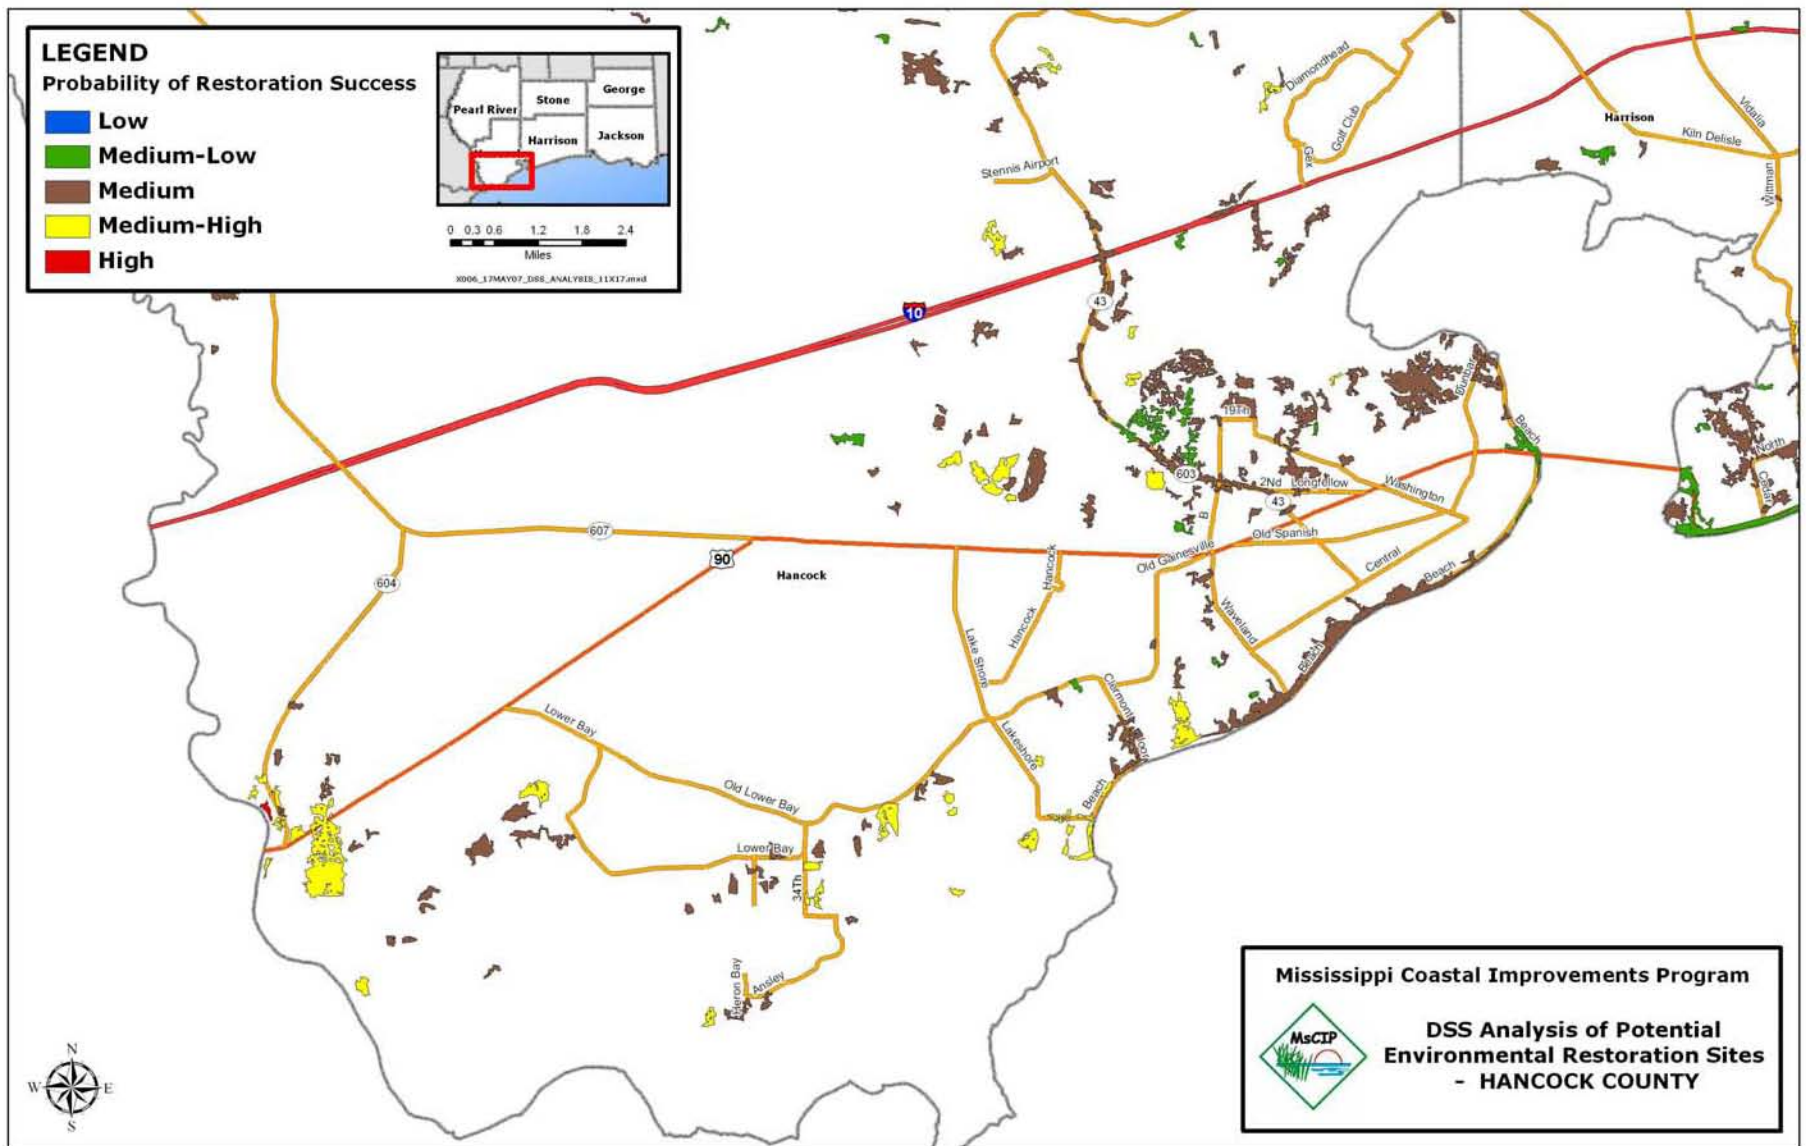 LEGEND
Probability of Restoration Success
Low
Medium-Low
Medium
Medium-High
High
Pearl River
Stone
George
Harrison
Jackson
0 0.3 0.6 1.2 1.8 2.4
Miles
X006_17MAY07_DSS_ANALYSIS_11X17.mxd
Diamondhead
Golf Club
Gex
Stennis Airport
Harrison
Vidalia
Kiln Delisle
Wittman
10
43
Dunbar
Beach
19Th
603
2Nd
Longfellow
Washington
43
North
Cedar
B
Old Spanish
607
90
Hancock
Old Gainesville
Central
Beach
604
Hancock
Hancock
Waveland
Beach
Lake Shore
Clermont
Lower Bay
Lakeshore
Old Lower Bay
Beach
Lower Bay
34Th
Heron Bay
Ansley
N
W
E
S
Mississippi Coastal Improvements Program
MsCIP
DSS Analysis of Potential
Environmental Restoration Sites
- HANCOCK COUNTY